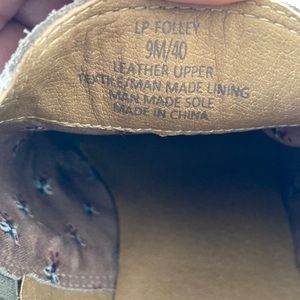 LP-FOLLEY
9M/40
LEATHER UPPER
TEXTILE/MAN MADE LINING
MAN MADE SOLE
MADE IN CHINA